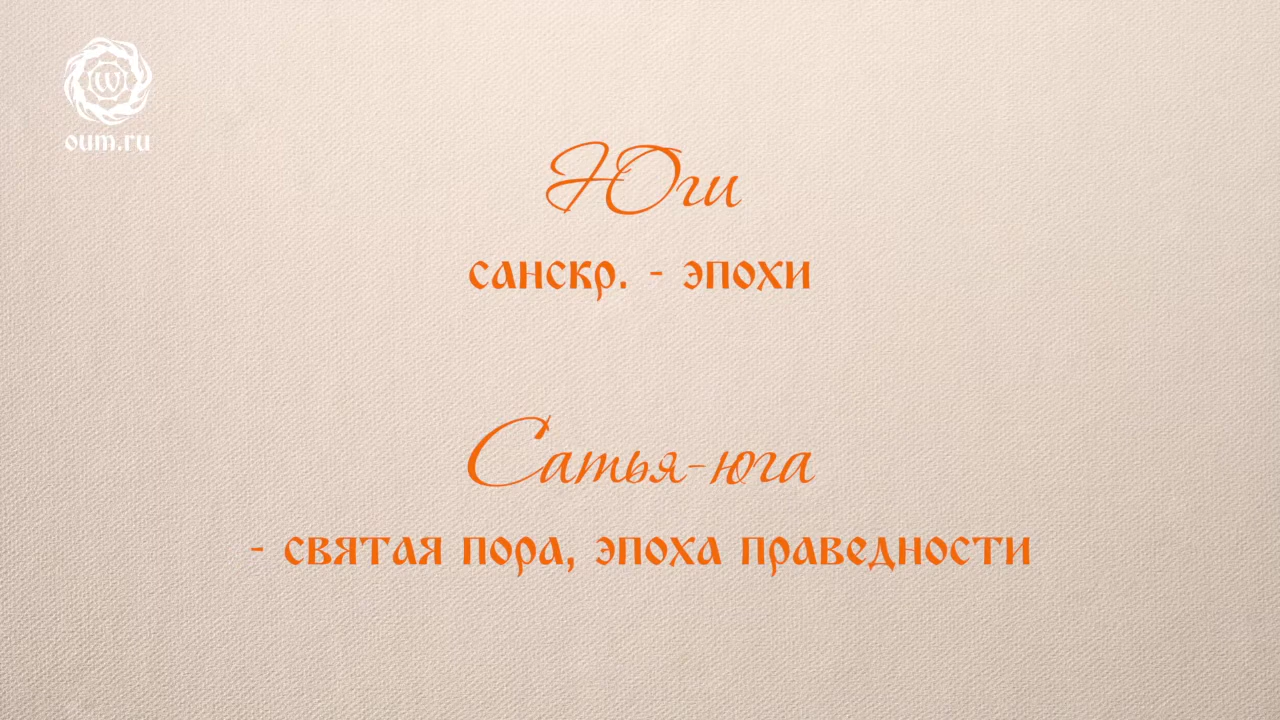 oum.ru
Юги
санскр. - эпохи
Сатья-юга
- святая пора, эпоха праведности